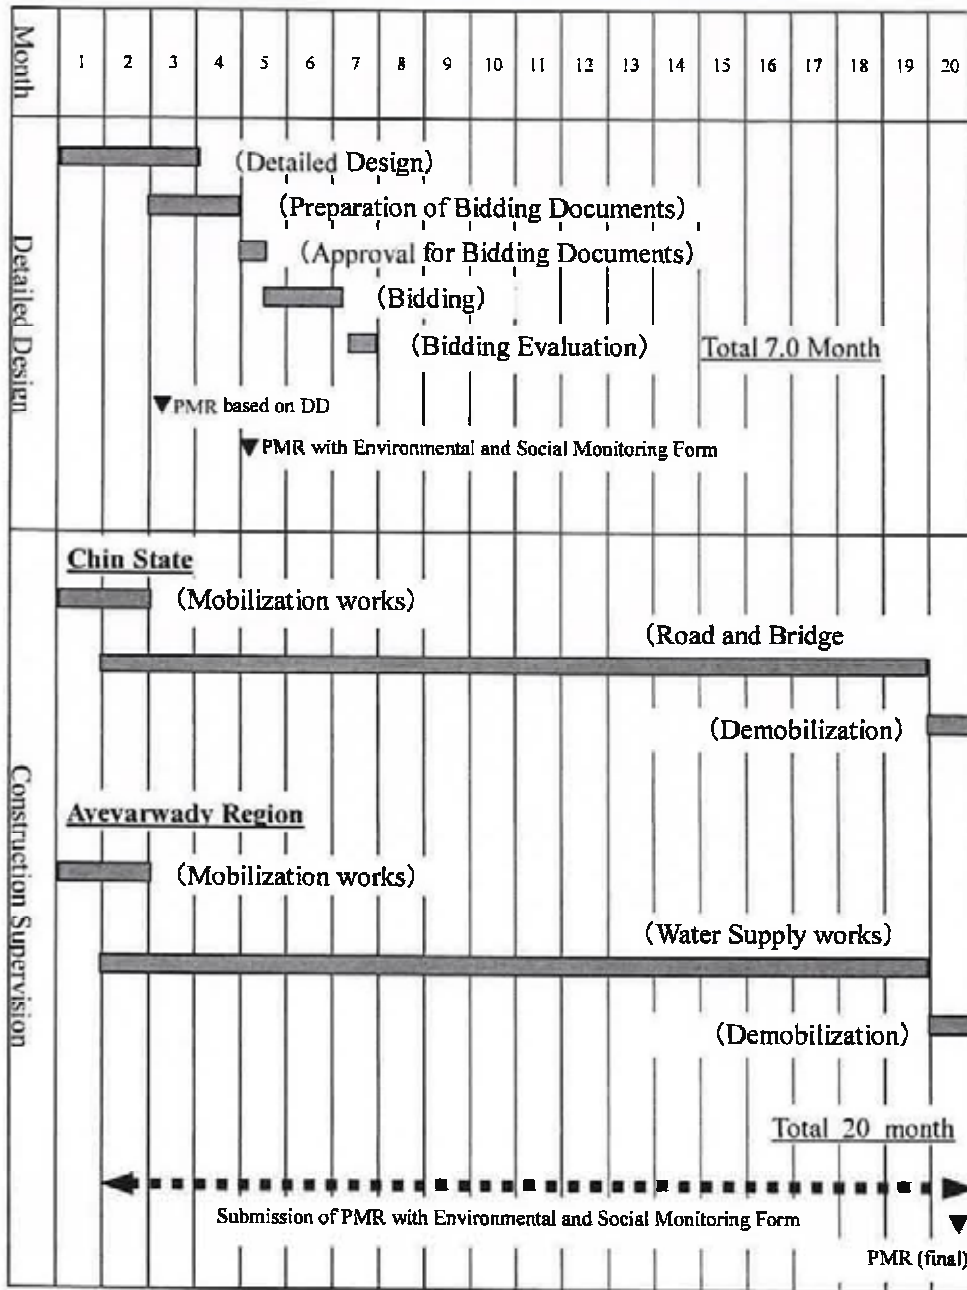 Month
1 2 3 4 5 6 7 8 9 10 11 12 13 14 15 16 17 18 19 20
Detailed Design
(Detailed Design)
(Preparation of Bidding Documents)
(Approval for Bidding Documents)
(Bidding)
(Bidding Evaluation)
Total 7.0 Month
▼PMR based on DD
▼PMR with Environmental and Social Monitoring Form
Construction Supervision
Chin State
(Mobilization works)
(Road and Bridge
(Demobilization)
Ayeyarwady Region
(Mobilization works)
(Water Supply works)
(Demobilization)
Total 20 month
Submission of PMR with Environmental and Social Monitoring Form
▼
PMR (final)